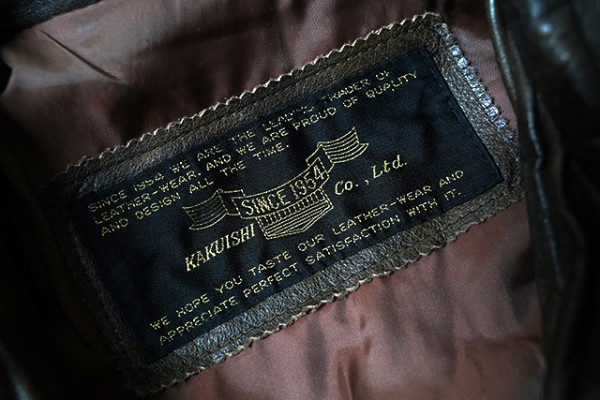 SINCE 1954 WE ARE THE LEADING TRADER OF
LEATHER-WEAR, AND WE ARE PROUD OF QUALITY
AND DESIGN ALL THE TIME.
SINCE 1954
KAKUISHI Co., Ltd.
WE HOPE YOU TASTE OUR LEATHER-WEAR AND
APPRECIATE PERFECT SATISFACTION WITH IT.